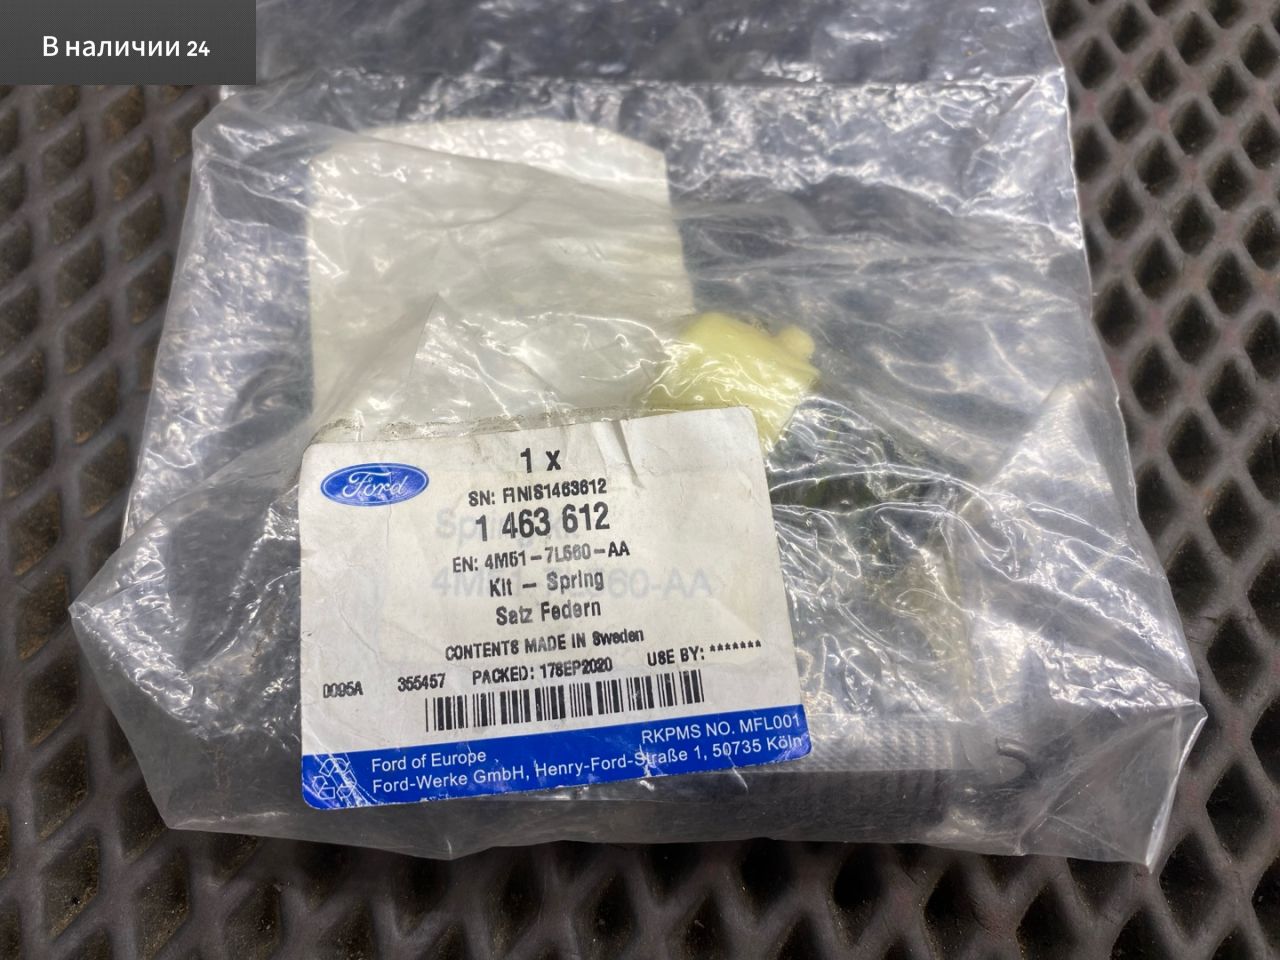 В наличии 24
Ford
1 x
SN: FINIS1463612
1 463 612
EN: 4M51-7L560-AA
Kit - Spring
Satz Federn
CONTENTS MADE IN Sweden
0095A 355457 PACKED: 17SEP2020 USE BY: *******
RKPMS NO. MFL001
Ford of Europe
Ford-Werke GmbH, Henry-Ford-Straße 1, 50735 Köln